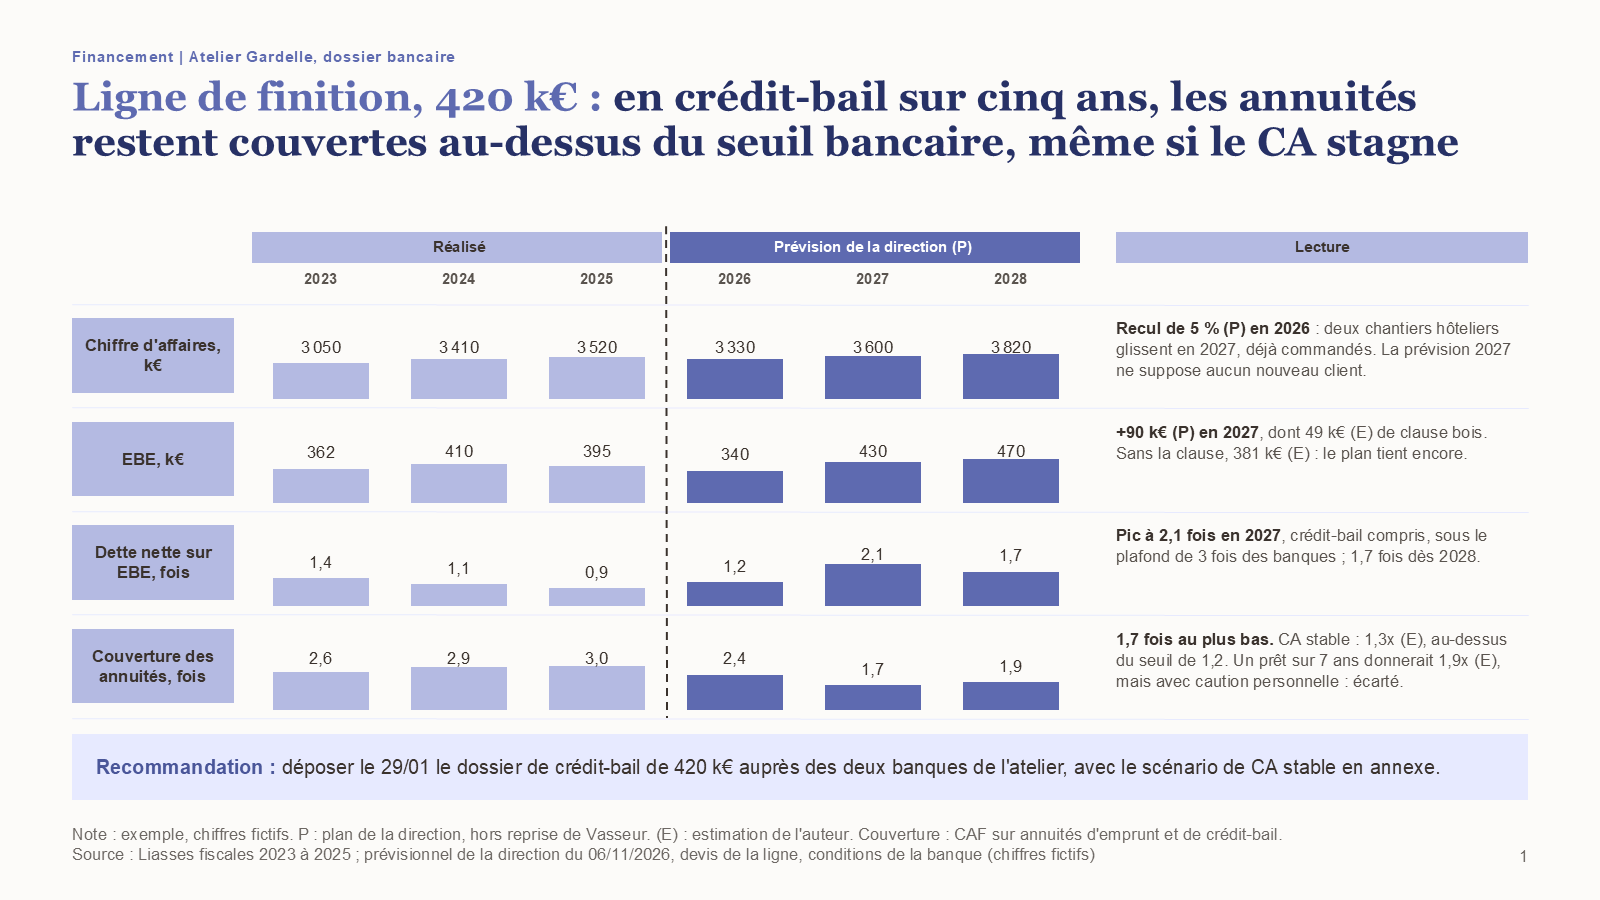 Financement | Atelier Gardelle, dossier bancaire
Ligne de finition, 420 k€ : en crédit-bail sur cinq ans, les annuités
restent couvertes au-dessus du seuil bancaire, même si le CA stagne
Réalisé
Prévision de la direction (P)
Lecture
2023
2024
2025
2026
2027
2028
Chiffre d'affaires,
k€
3 050
3 410
3 520
3 330
3 600
3 820
Recul de 5 % (P) en 2026 : deux chantiers hôteliers
glissent en 2027, déjà commandés. La prévision 2027
ne suppose aucun nouveau client.
EBE, k€
362
410
395
340
430
470
+90 k€ (P) en 2027, dont 49 k€ (E) de clause bois.
Sans la clause, 381 k€ (E) : le plan tient encore.
Dette nette sur
EBE, fois
1,4
1,1
0,9
1,2
2,1
1,7
Pic à 2,1 fois en 2027, crédit-bail compris, sous le
plafond de 3 fois des banques ; 1,7 fois dès 2028.
Couverture des
annuités, fois
2,6
2,9
3,0
2,4
1,7
1,9
1,7 fois au plus bas. CA stable : 1,3x (E), au-dessus
du seuil de 1,2. Un prêt sur 7 ans donnerait 1,9x (E),
mais avec caution personnelle : écarté.
Recommandation : déposer le 29/01 le dossier de crédit-bail de 420 k€ auprès des deux banques de l'atelier, avec le scénario de CA stable en annexe.
Note : exemple, chiffres fictifs. P : plan de la direction, hors reprise de Vasseur. (E) : estimation de l'auteur. Couverture : CAF sur annuités d'emprunt et de crédit-bail.
Source : Liasses fiscales 2023 à 2025 ; prévisionnel de la direction du 06/11/2026, devis de la ligne, conditions de la banque (chiffres fictifs)
1